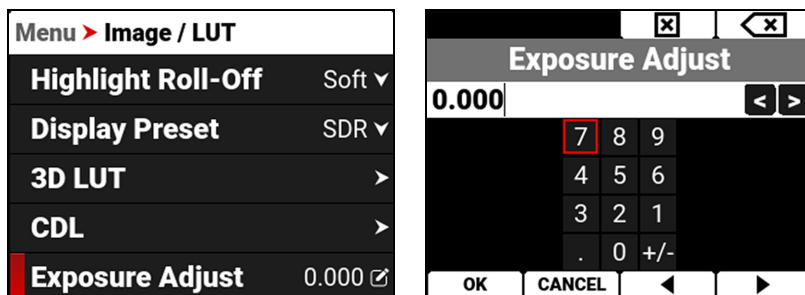 Menu > Image / LUT
Highlight Roll-Off Soft
Display Preset SDR
3D LUT >
CDL >
Exposure Adjust 0.000
Exposure Adjust
0.000 < >
7 8 9
4 5 6
3 2 1
. 0 +/-
OK CANCEL